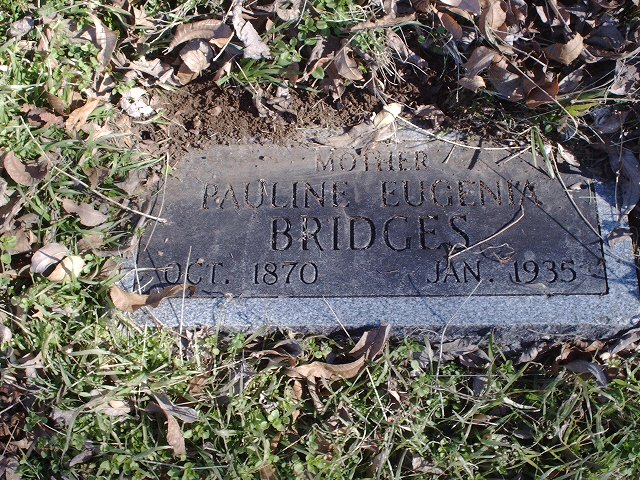 MOTHER
PAULINE EUGENIA
BRIDGES
OCT. 1870 JAN. 1935